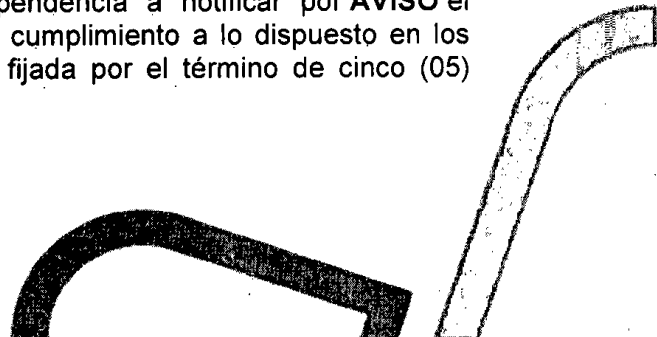 pendencia a notificar por AVISO el
cumplimiento a lo dispuesto en los
fijada por el término de cinco (05)